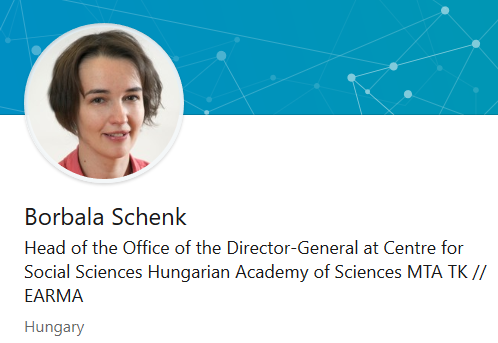 Borbala Schenk
Head of the Office of the Director-General at Centre for
Social Sciences Hungarian Academy of Sciences MTA TK //
EARMA
Hungary